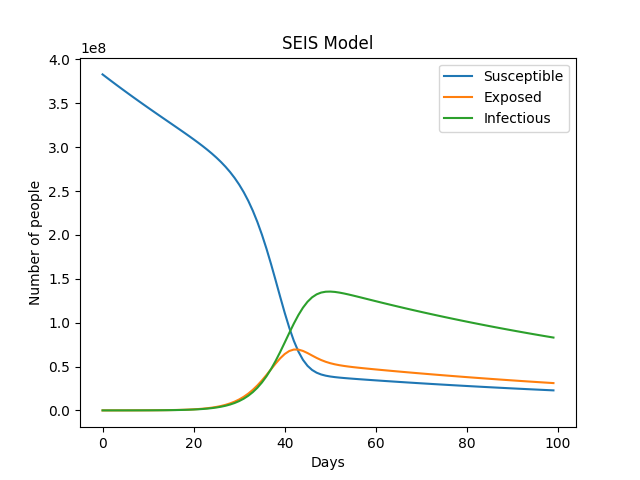 SEIS Model
1e8
4.0
3.5
3.0
2.5
2.0
1.5
1.0
0.5
0.0
Number of people
Susceptible
Exposed
Infectious
0 20 40 60 80 100
Days